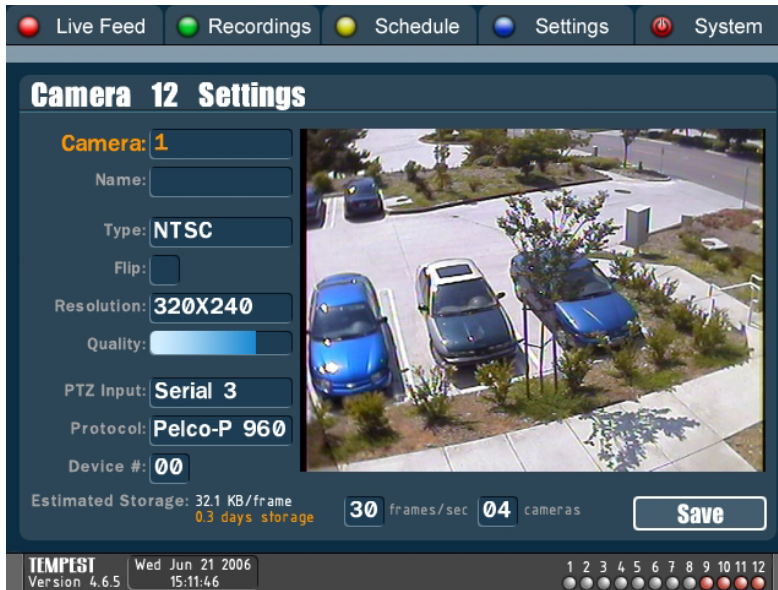 Live Feed Recordings Schedule Settings System
Camera 12 Settings
Camera: 1
Name:
Type: NTSC
Flip:
Resolution: 320X240
Quality:
PTZ Input: Serial 3
Protocol: Pelco-P 960
Device #: 00
Estimated Storage: 32.1 KB/frame
0.3 days storage
30 frames/sec 04 cameras
Save
TEMPEST
Version 4.6.5
Wed Jun 21 2006
15:11:46
1 2 3 4 5 6 7 8 9 10 11 12